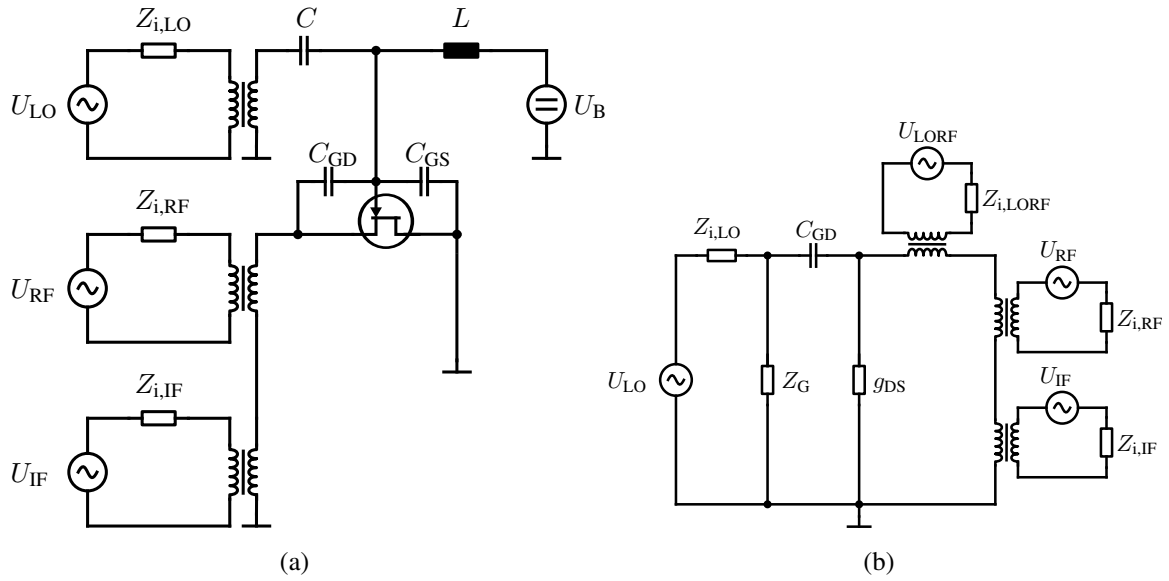 Z_i,LO
C
L
U_LO
U_B
C_GD
C_GS
Z_i,RF
U_RF
Z_i,IF
U_IF
(a)
U_LORF
Z_i,LORF
Z_i,LO
C_GD
U_RF
Z_i,RF
U_LO
Z_G
g_DS
U_IF
Z_i,IF
(b)